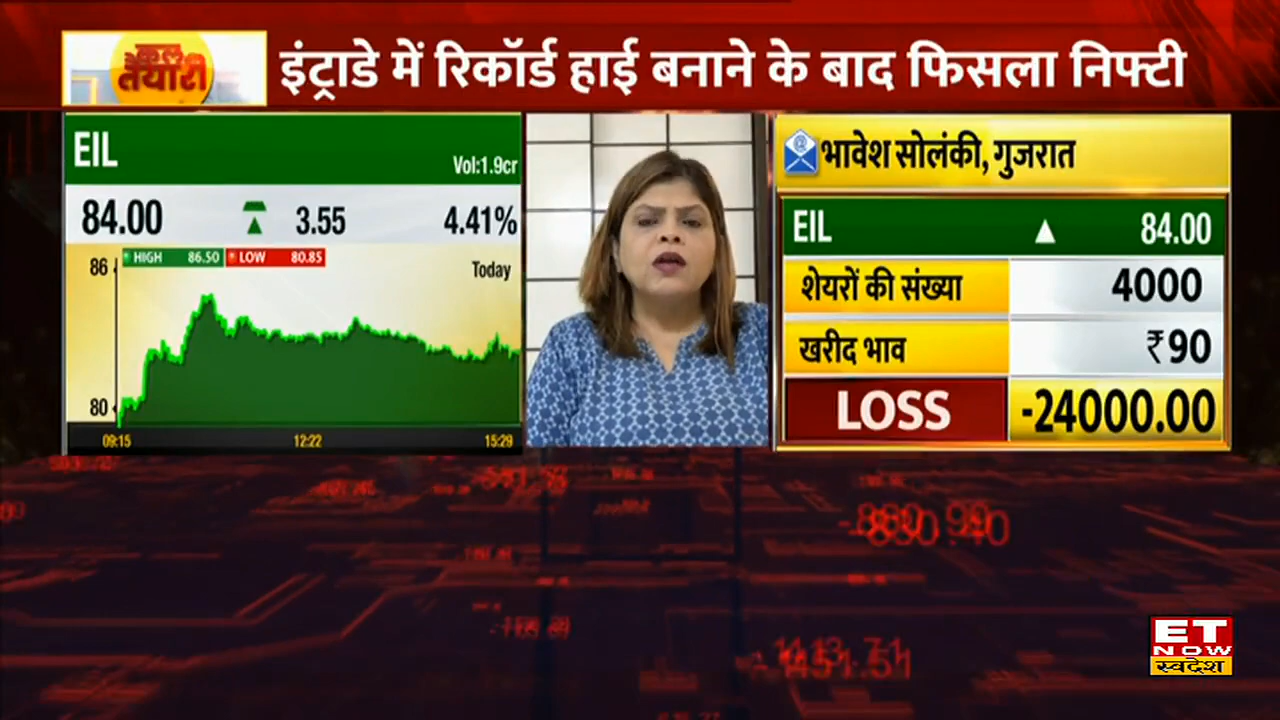 कल की
तैयारी
इंट्राडे में रिकॉर्ड हाई बनाने के बाद फिसला निफ्टी
EIL
Vol:1.9cr
84.00 3.55 4.41%
HIGH 86.50 LOW 80.85
Today
86
80
09:15 12:22 15:29
भावेश सोलंकी, गुजरात
EIL 84.00
शेयरों की संख्या 4000
खरीद भाव ₹90
LOSS -24000.00
ET
NOW
स्वदेश